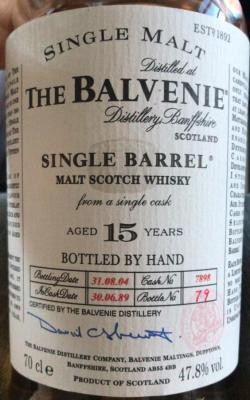 ESTD 1892
SINGLE MALT
Distilled at
THE BALVENIE
Distillery, Banffshire
SCOTLAND
SINGLE BARREL®
MALT SCOTCH WHISKY
from a single cask
AGED 15 YEARS
BOTTLED BY HAND
Bottling Date 31.08.04 Cask No 7898
In Cask Date 30.06.89 Bottle No 79
CERTIFIED BY THE BALVENIE DISTILLERY
70 cl e 47.8% vol.
THE BALVENIE DISTILLERY COMPANY, BALVENIE MALTINGS, DUFFTOWN,
BANFFSHIRE, SCOTLAND AB55 4BB
PRODUCT OF SCOTLAND